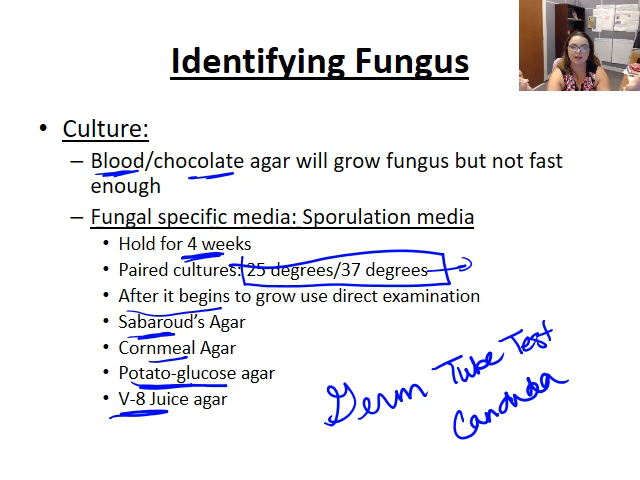 Identifying Fungus
• Culture:
– Blood/chocolate agar will grow fungus but not fast
enough
– Fungal specific media: Sporulation media
• Hold for 4 weeks
• Paired cultures: 25 degrees/37 degrees
• After it begins to grow use direct examination
• Sabaroud's Agar
• Cornmeal Agar
• Potato-glucose agar
• V-8 Juice agar
Germ Tube Test
Candida